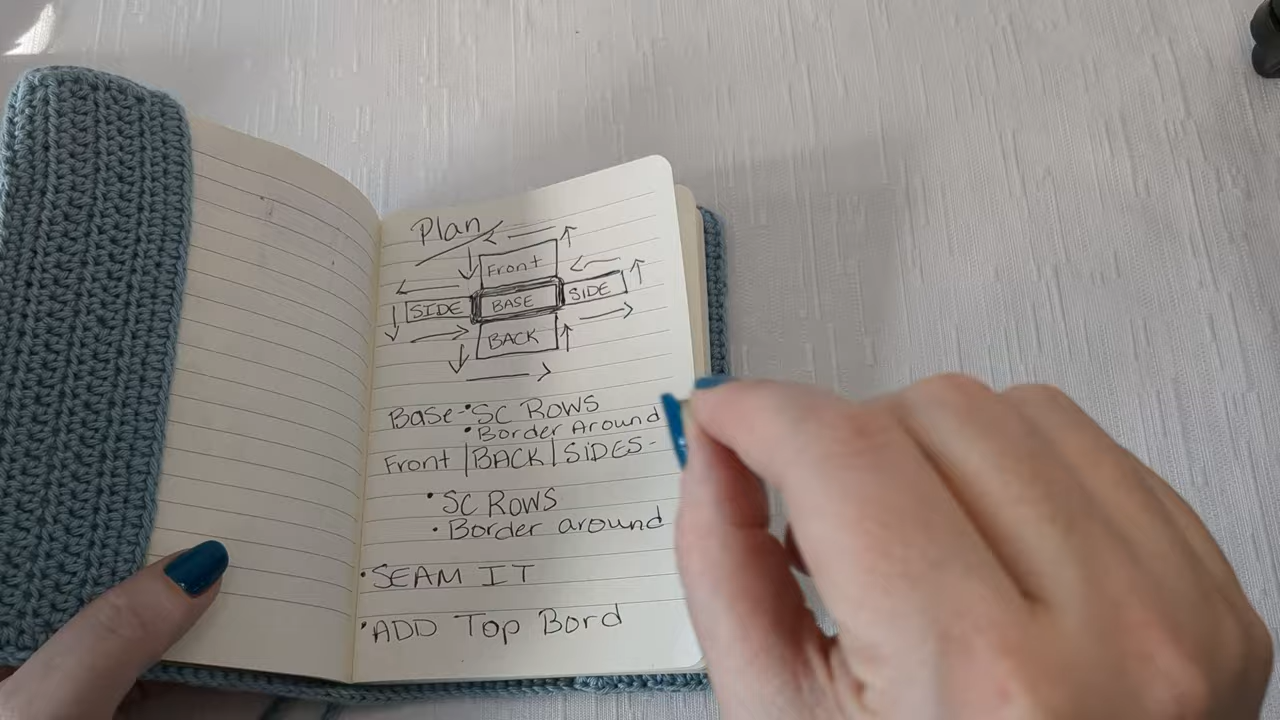 Plan
Front
SIDE BASE SIDE
BACK
Base-•SC ROWS
•Border Around
Front |BACK| SIDES-
•SC ROWS
•Border around
•SEAM IT
•ADD Top Bord